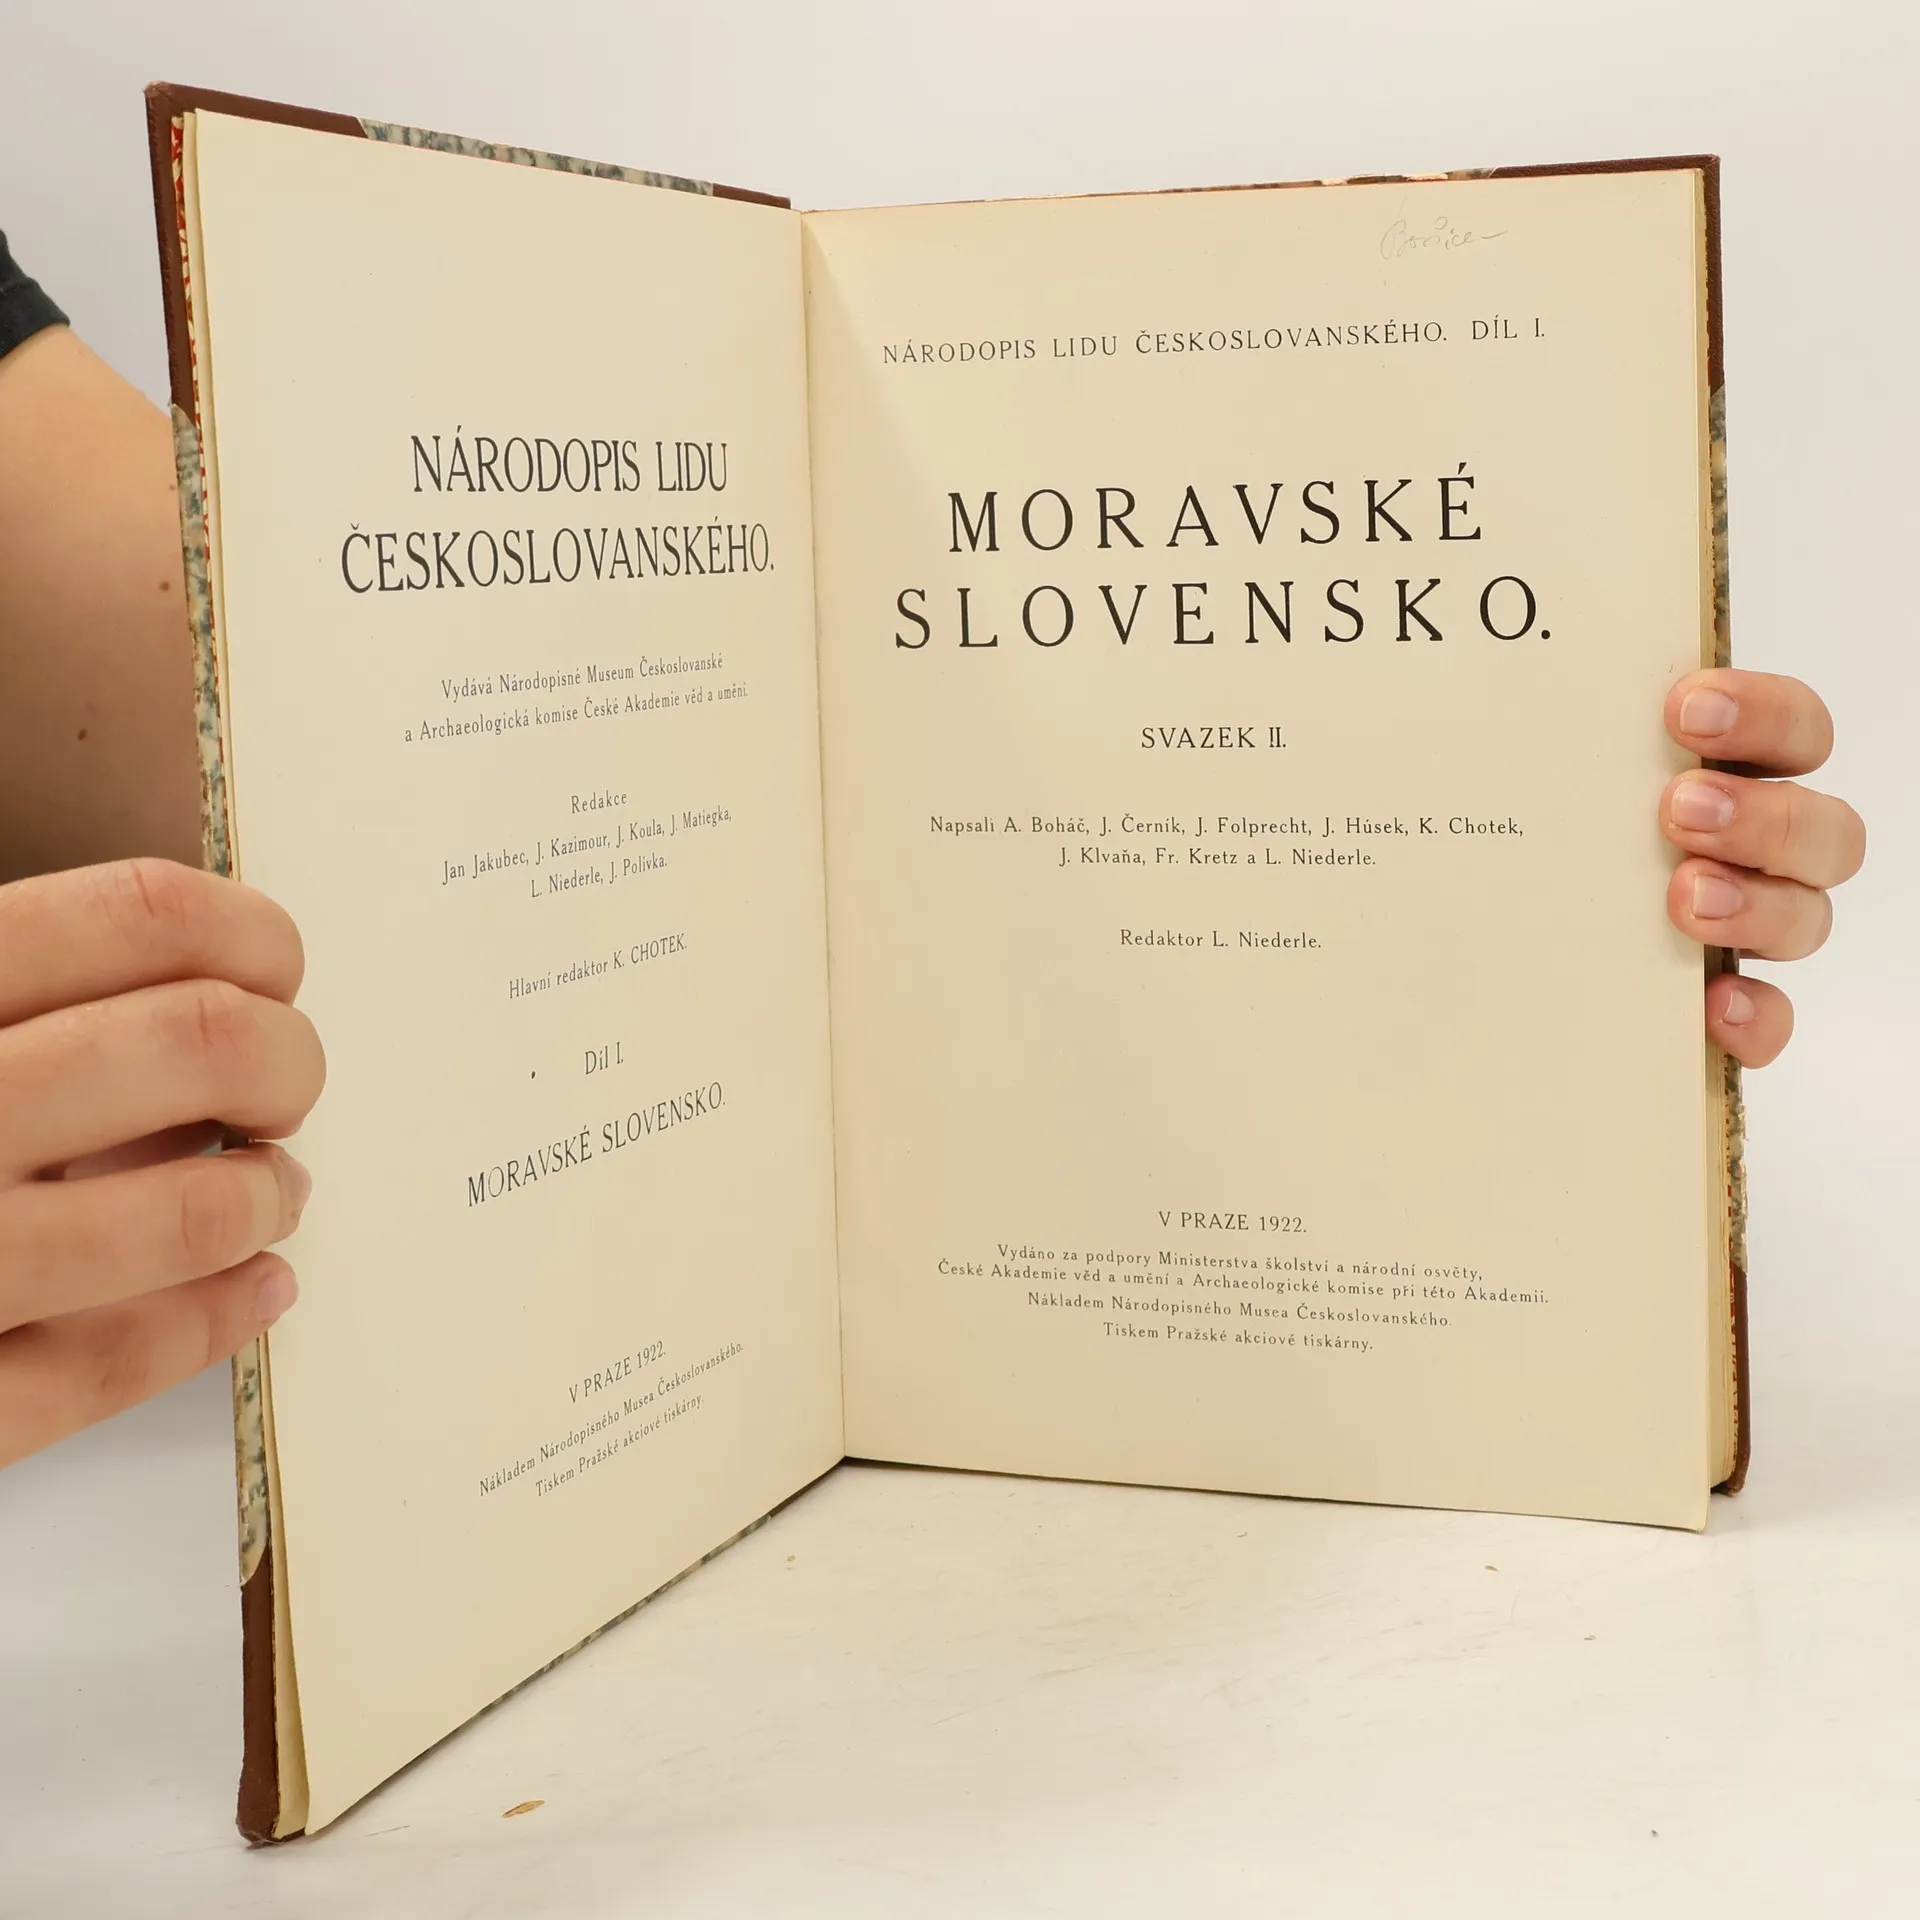 NÁRODOPIS LIDU
ČESKOSLOVANSKÉHO.
Vydává Národopisné Museum Českoslovanské
a Archaeologická komise České Akademie věd a umění.
Redakce
Jan Jakubec, J. Kazimour, J. Koula, J. Matiegka,
L. Niederle, J. Polívka.
Hlavní redaktor K. CHOTEK.
Díl I.
MORAVSKÉ SLOVENSKO.
V PRAZE 1922.
Nákladem Národopisného Musea Českoslovanského.
Tiskem Pražské akciové tiskárny.
Boršice
NÁRODOPIS LIDU ČESKOSLOVANSKÉHO. DÍL I.
MORAVSKÉ
SLOVENSKO.
SVAZEK II.
Napsali A. Boháč, J. Černík, J. Folprecht, J. Húsek, K. Chotek,
J. Klvaňa, Fr. Kretz a L. Niederle.
Redaktor L. Niederle.
V PRAZE 1922.
Vydáno za podpory Ministerstva školství a národní osvěty,
České Akademie věd a umění a Archaeologické komise při této Akademii.
Nákladem Národopisného Musea Českoslovanského.
Tiskem Pražské akciové tiskárny.